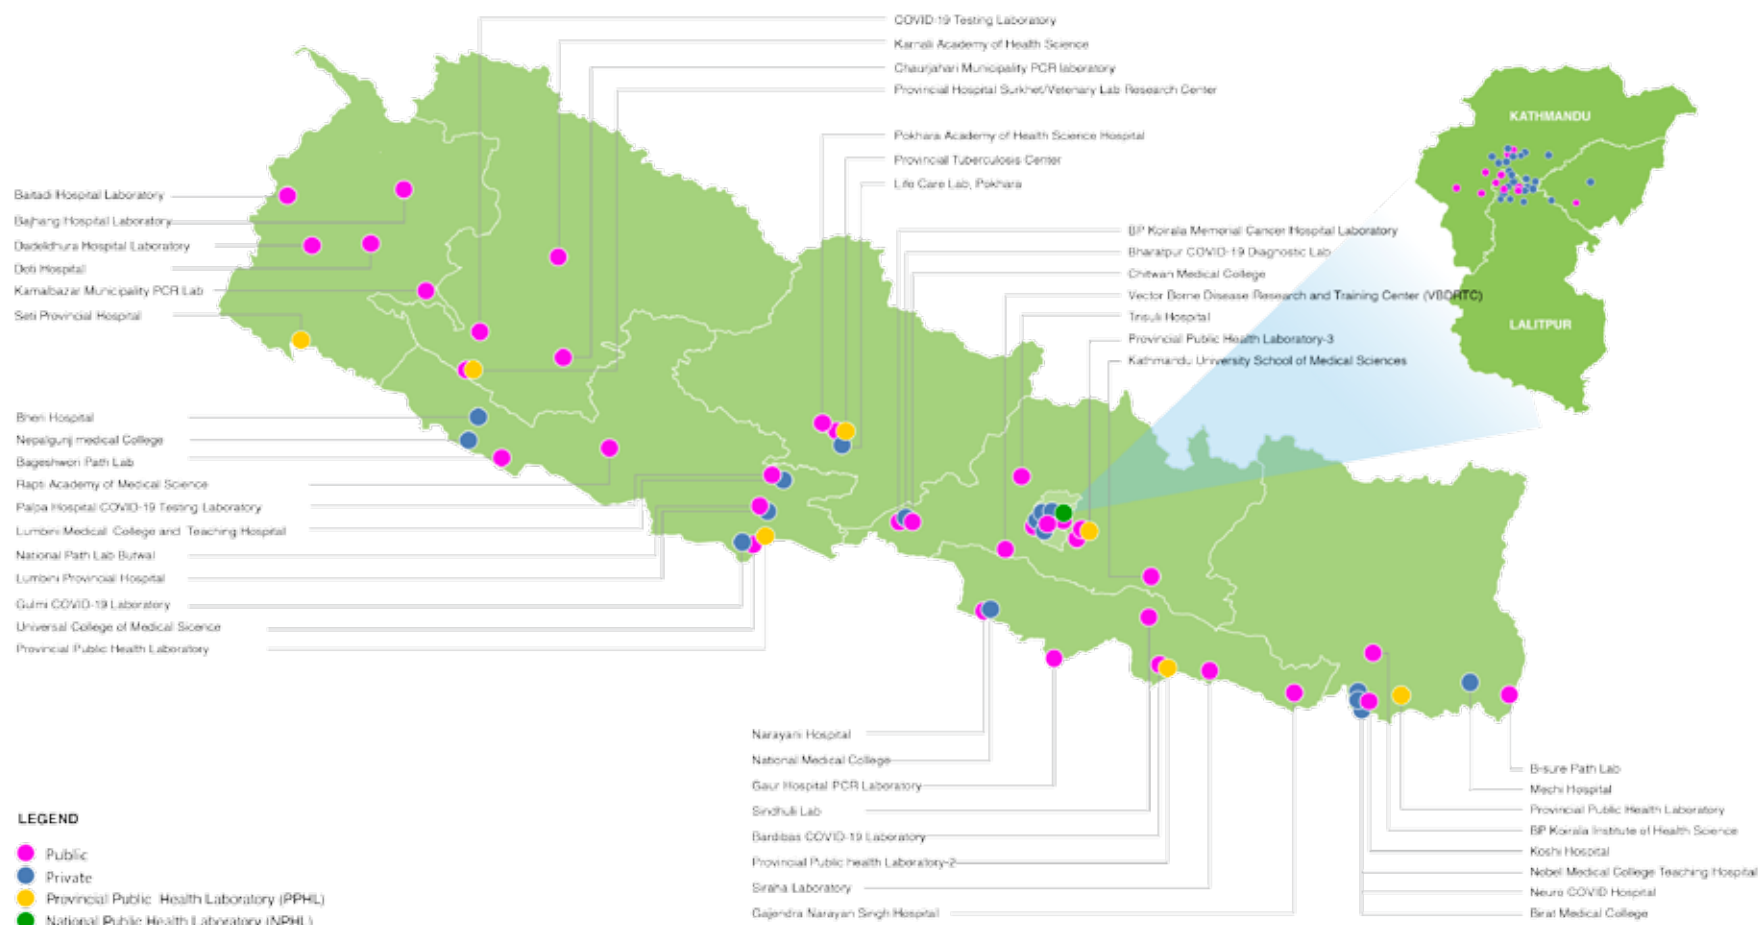 COVID-19 Testing Laboratory
Karnali Academy of Health Science
Chaurjahari Municipality PCR laboratory
Provincial Hospital Surkhet/Vetenary Lab Research Center
Pokhara Academy of Health Science Hospital
Provincial Tuberculosis Center
Life Care Lab, Pokhara
KATHMANDU
LALITPUR
Baitadi Hospital Laboratory
Bajhang Hospital Laboratory
Dadeldhura Hospital Laboratory
Doti Hospital
Kamalbazar Municipality PCR Lab
Seti Provincial Hospital
BP Koirala Memorial Cancer Hospital Laboratory
Bharatpur COVID-19 Diagnostic Lab
Chitwan Medical College
Vector Borne Disease Research and Training Center (VBDRTC)
Trisuli Hospital
Provincial Public Health Laboratory-3
Kathmandu University School of Medical Sciences
Bheri Hospital
Nepalgunj medical College
Bageshwori Path Lab
Rapti Academy of Medical Science
Palpa Hospital COVID-19 Testing Laboratory
Lumbini Medical College and Teaching Hospital
National Path Lab Butwal
Lumbini Provincial Hospital
Gulmi COVID-19 Laboratory
Universal College of Medical Sicence
Provincial Public Health Laboratory
Narayani Hospital
National Medical College
Gaur Hospital PCR Laboratory
Sindhuli Lab
Bardibas COVID-19 Laboratory
Provincial Public health Laboratory-2
Siraha Laboratory
Gajendra Narayan Singh Hospital
B-sure Path Lab
Mechi Hospital
Provincial Public Health Laboratory
BP Koirala Institute of Health Science
Koshi Hospital
Nobel Medical College Teaching Hospital
Neuro COVID Hospital
Birat Medical College
LEGEND
Public
Private
Provincial Public Health Laboratory (PPHL)
National Public Health Laboratory (NPHL)